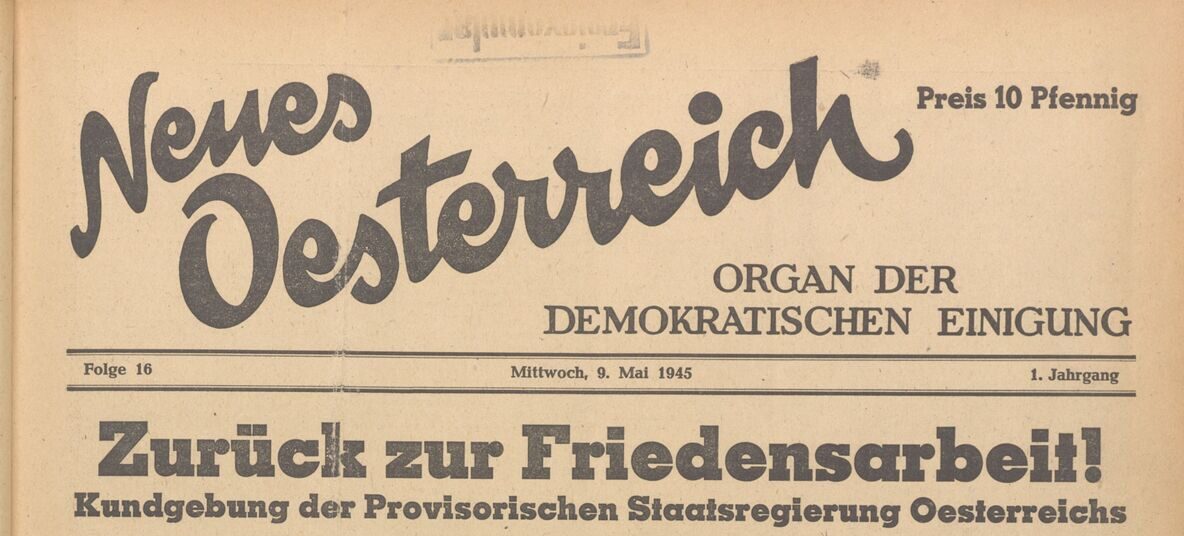 Neues
Oesterreich
Preis 10 Pfennig
ORGAN DER
DEMOKRATISCHEN EINIGUNG
Folge 16
Mittwoch, 9. Mai 1945
1. Jahrgang
Zurück zur Friedensarbeit!
Kundgebung der Provisorischen Staatsregierung Oesterreichs